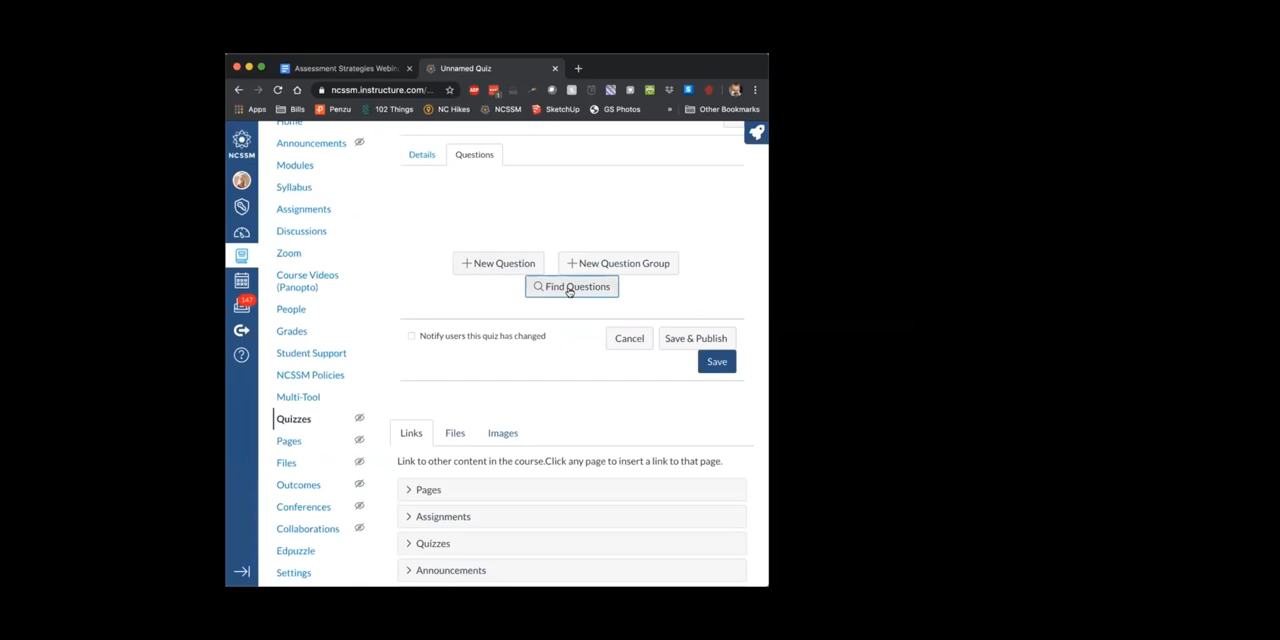 Assessment Strategies Webin
Unnamed Quiz
ncssm.instructure.com/...
Apps
Bills
Penzu
102 Things
NC Hikes
NCSSM
SketchUp
GS Photos
»
Other Bookmarks
NCSSM
147
Home
Announcements
Modules
Syllabus
Assignments
Discussions
Zoom
Course Videos
(Panopto)
People
Grades
Student Support
NCSSM Policies
Multi-Tool
Quizzes
Pages
Files
Outcomes
Conferences
Collaborations
Edpuzzle
Settings
Details
Questions
+ New Question
+ New Question Group
Find Questions
Notify users this quiz has changed
Cancel
Save & Publish
Save
Links
Files
Images
Link to other content in the course.Click any page to insert a link to that page.
Pages
Assignments
Quizzes
Announcements